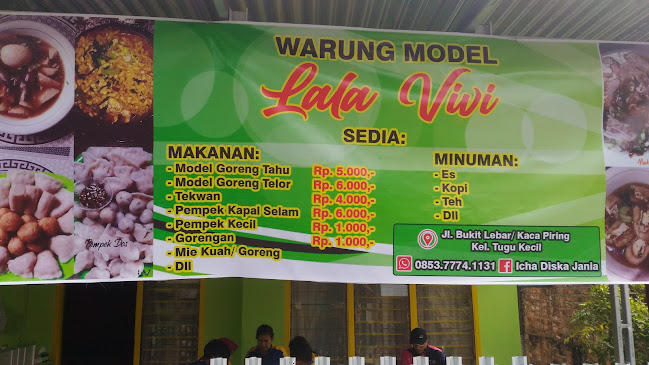 WARUNG MODEL
Lala Vivi
SEDIA:
MAKANAN:
- Model Goreng Tahu Rp. 5.000,-
- Model Goreng Telor Rp. 6.000,-
- Tekwan Rp. 4.000,-
- Pempek Kapal Selam Rp. 6.000,-
- Pempek Kecil Rp. 1.000,-
- Gorengan Rp. 1.000,-
- Mie Kuah/ Goreng
- Dll
MINUMAN:
- Es
- Kopi
- Teh
- Dll
Jl. Bukit Lebar/ Kaca Piring
Kel. Tugu Kecil
0853.7774.1131 Icha Diska Jania
Pempek Dos